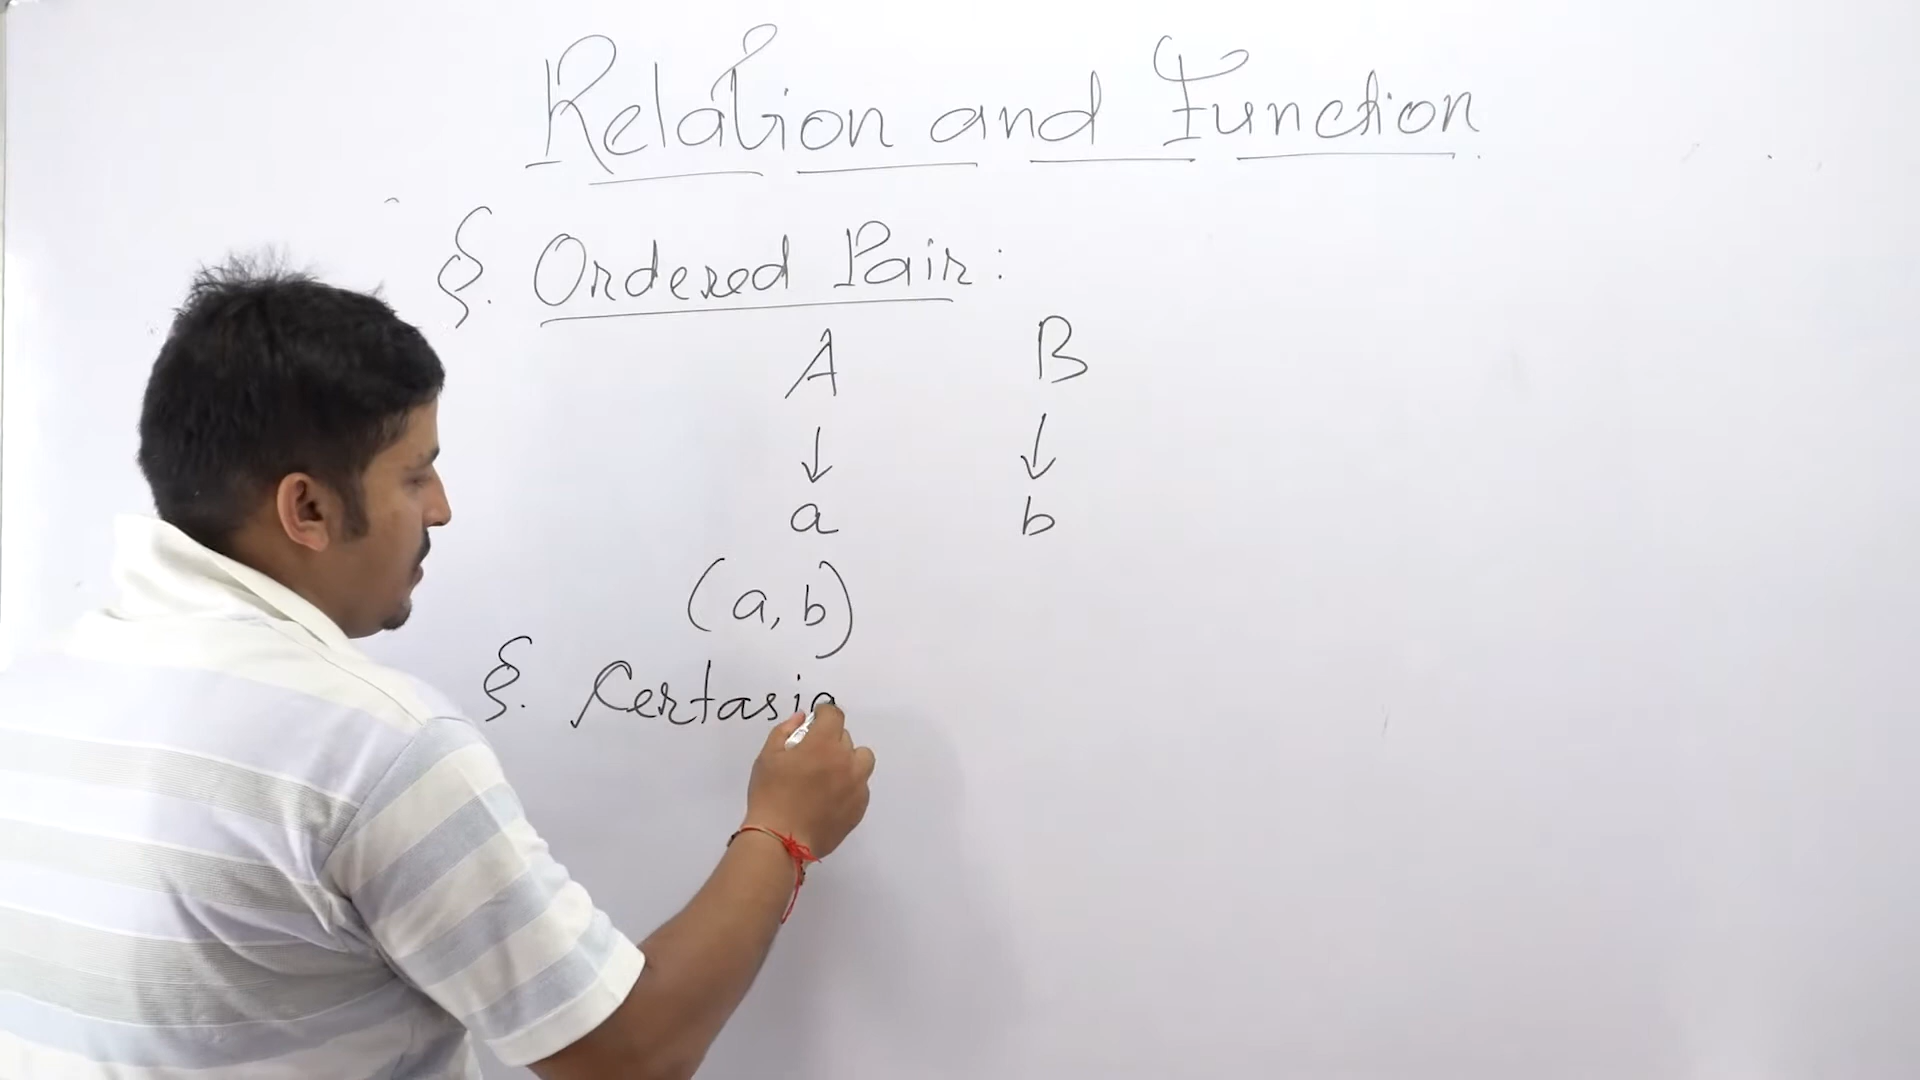 Relation and Function
§. Ordered Pair:
A B
↓ ↓
a b
(a, b)
§. Certasia